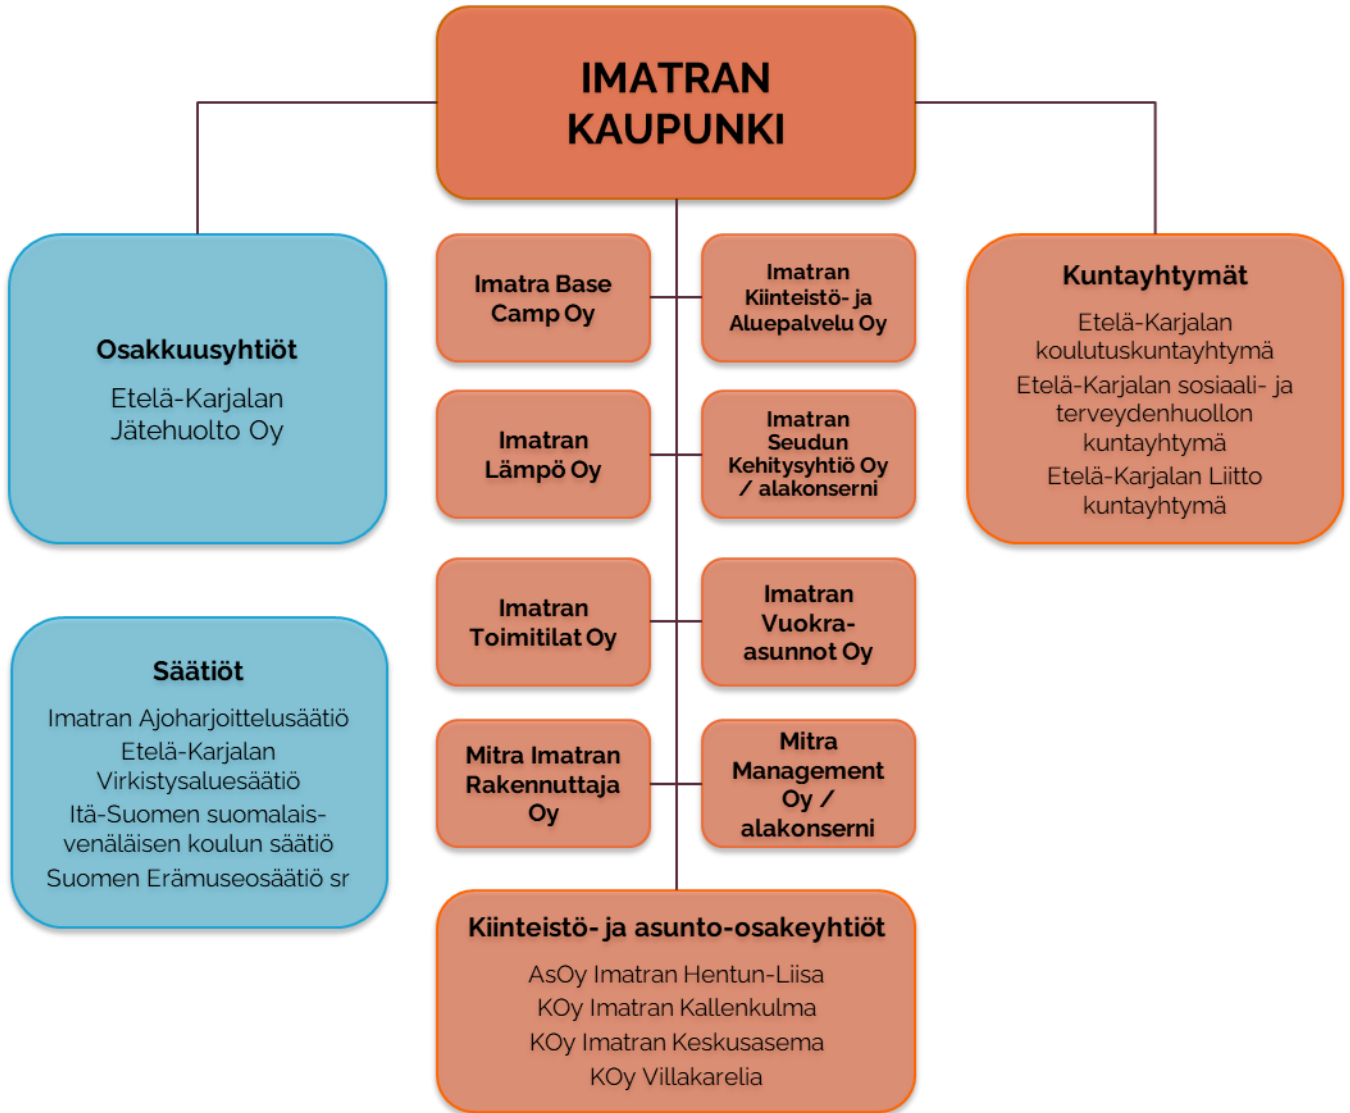 IMATRAN
KAUPUNKI
Osakkuusyhtiöt
Etelä-Karjalan
Jätehuolto Oy
Säätiöt
Imatran Ajoharjoittelusäätiö
Etelä-Karjalan
Virkistysaluesäätiö
Itä-Suomen suomalais-
venäläisen koulun säätiö
Suomen Erämuseosäätiö sr
Imatra Base
Camp Oy
Imatran
Kiinteistö- ja
Aluepalvelu Oy
Imatran
Lämpö Oy
Imatran
Seudun
Kehitysyhtiö Oy
/ alakonserni
Imatran
Toimitilat Oy
Imatran
Vuokra-
asunnot Oy
Mitra Imatran
Rakennuttaja
Oy
Mitra
Management
Oy /
alakonserni
Kiinteistö- ja asunto-osakeyhtiöt
AsOy Imatran Hentun-Liisa
KOy Imatran Kallenkulma
KOy Imatran Keskusasema
KOy Villakarelia
Kuntayhtymät
Etelä-Karjalan
koulutuskuntayhtymä
Etelä-Karjalan sosiaali- ja
terveydenhuollon
kuntayhtymä
Etelä-Karjalan Liitto
kuntayhtymä